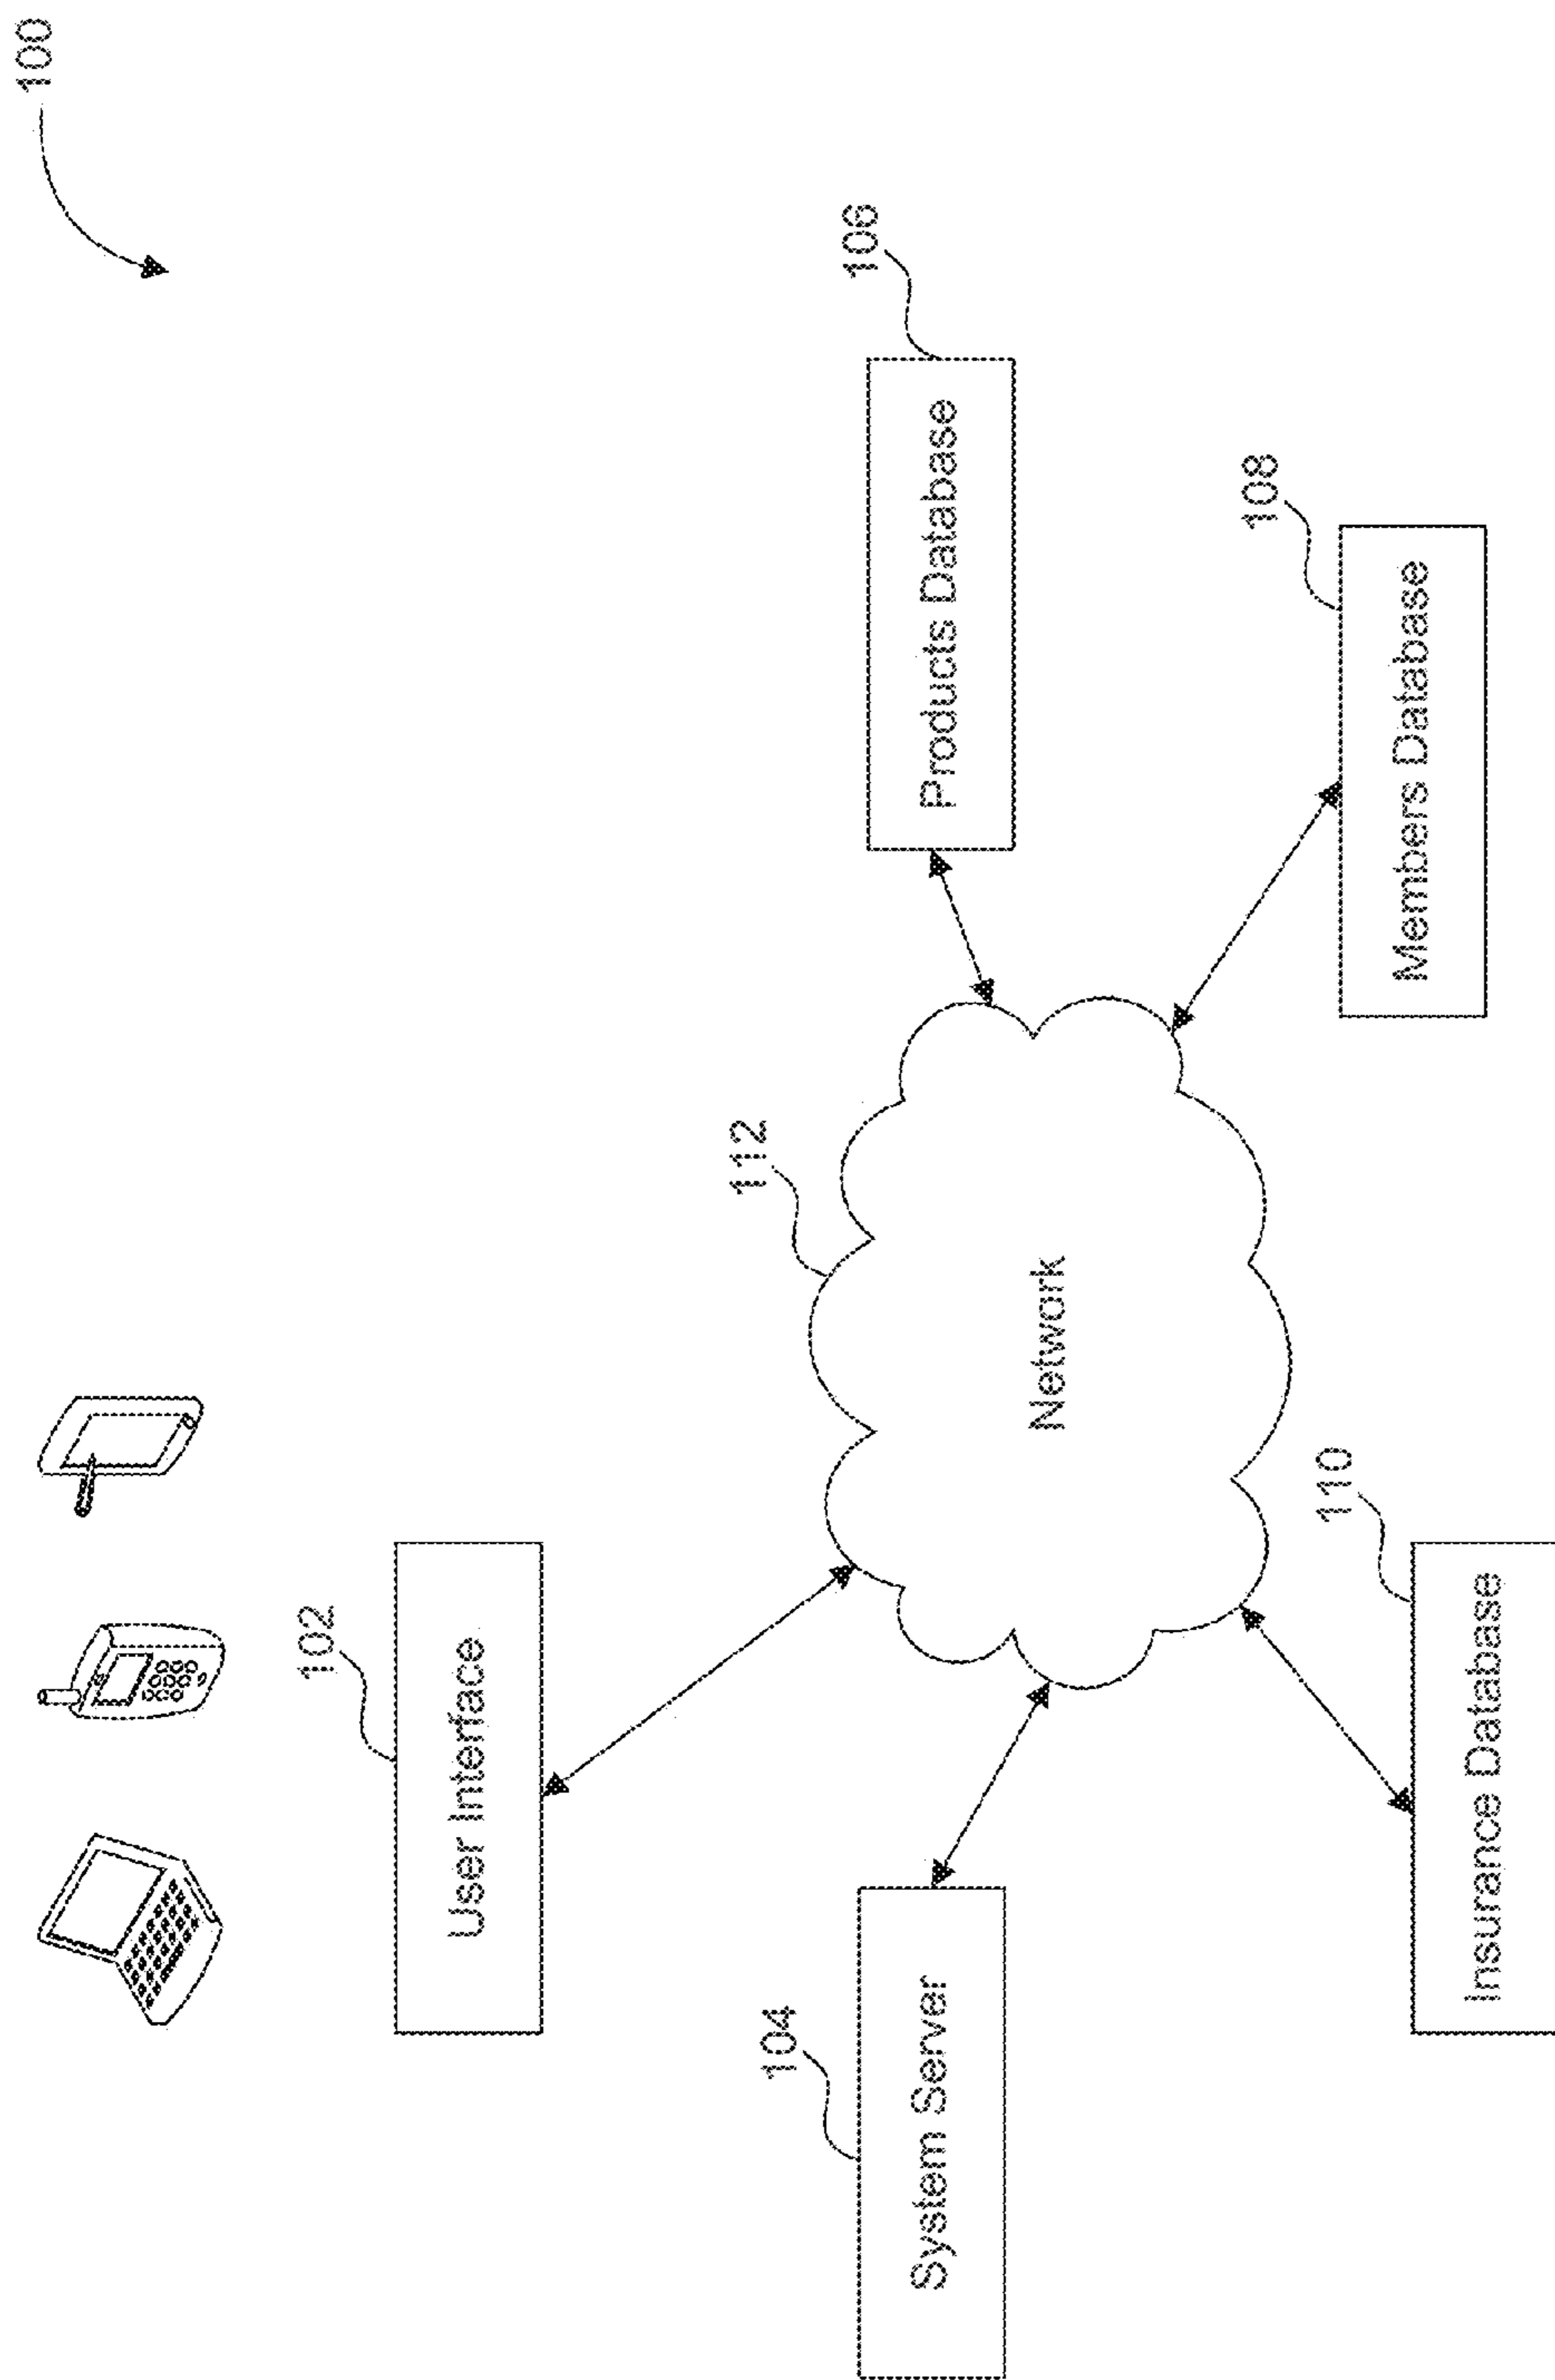 100
102
User Interface
112
106
Products Database
104
System Server
Network
108
Members Database
110
Insurance Database